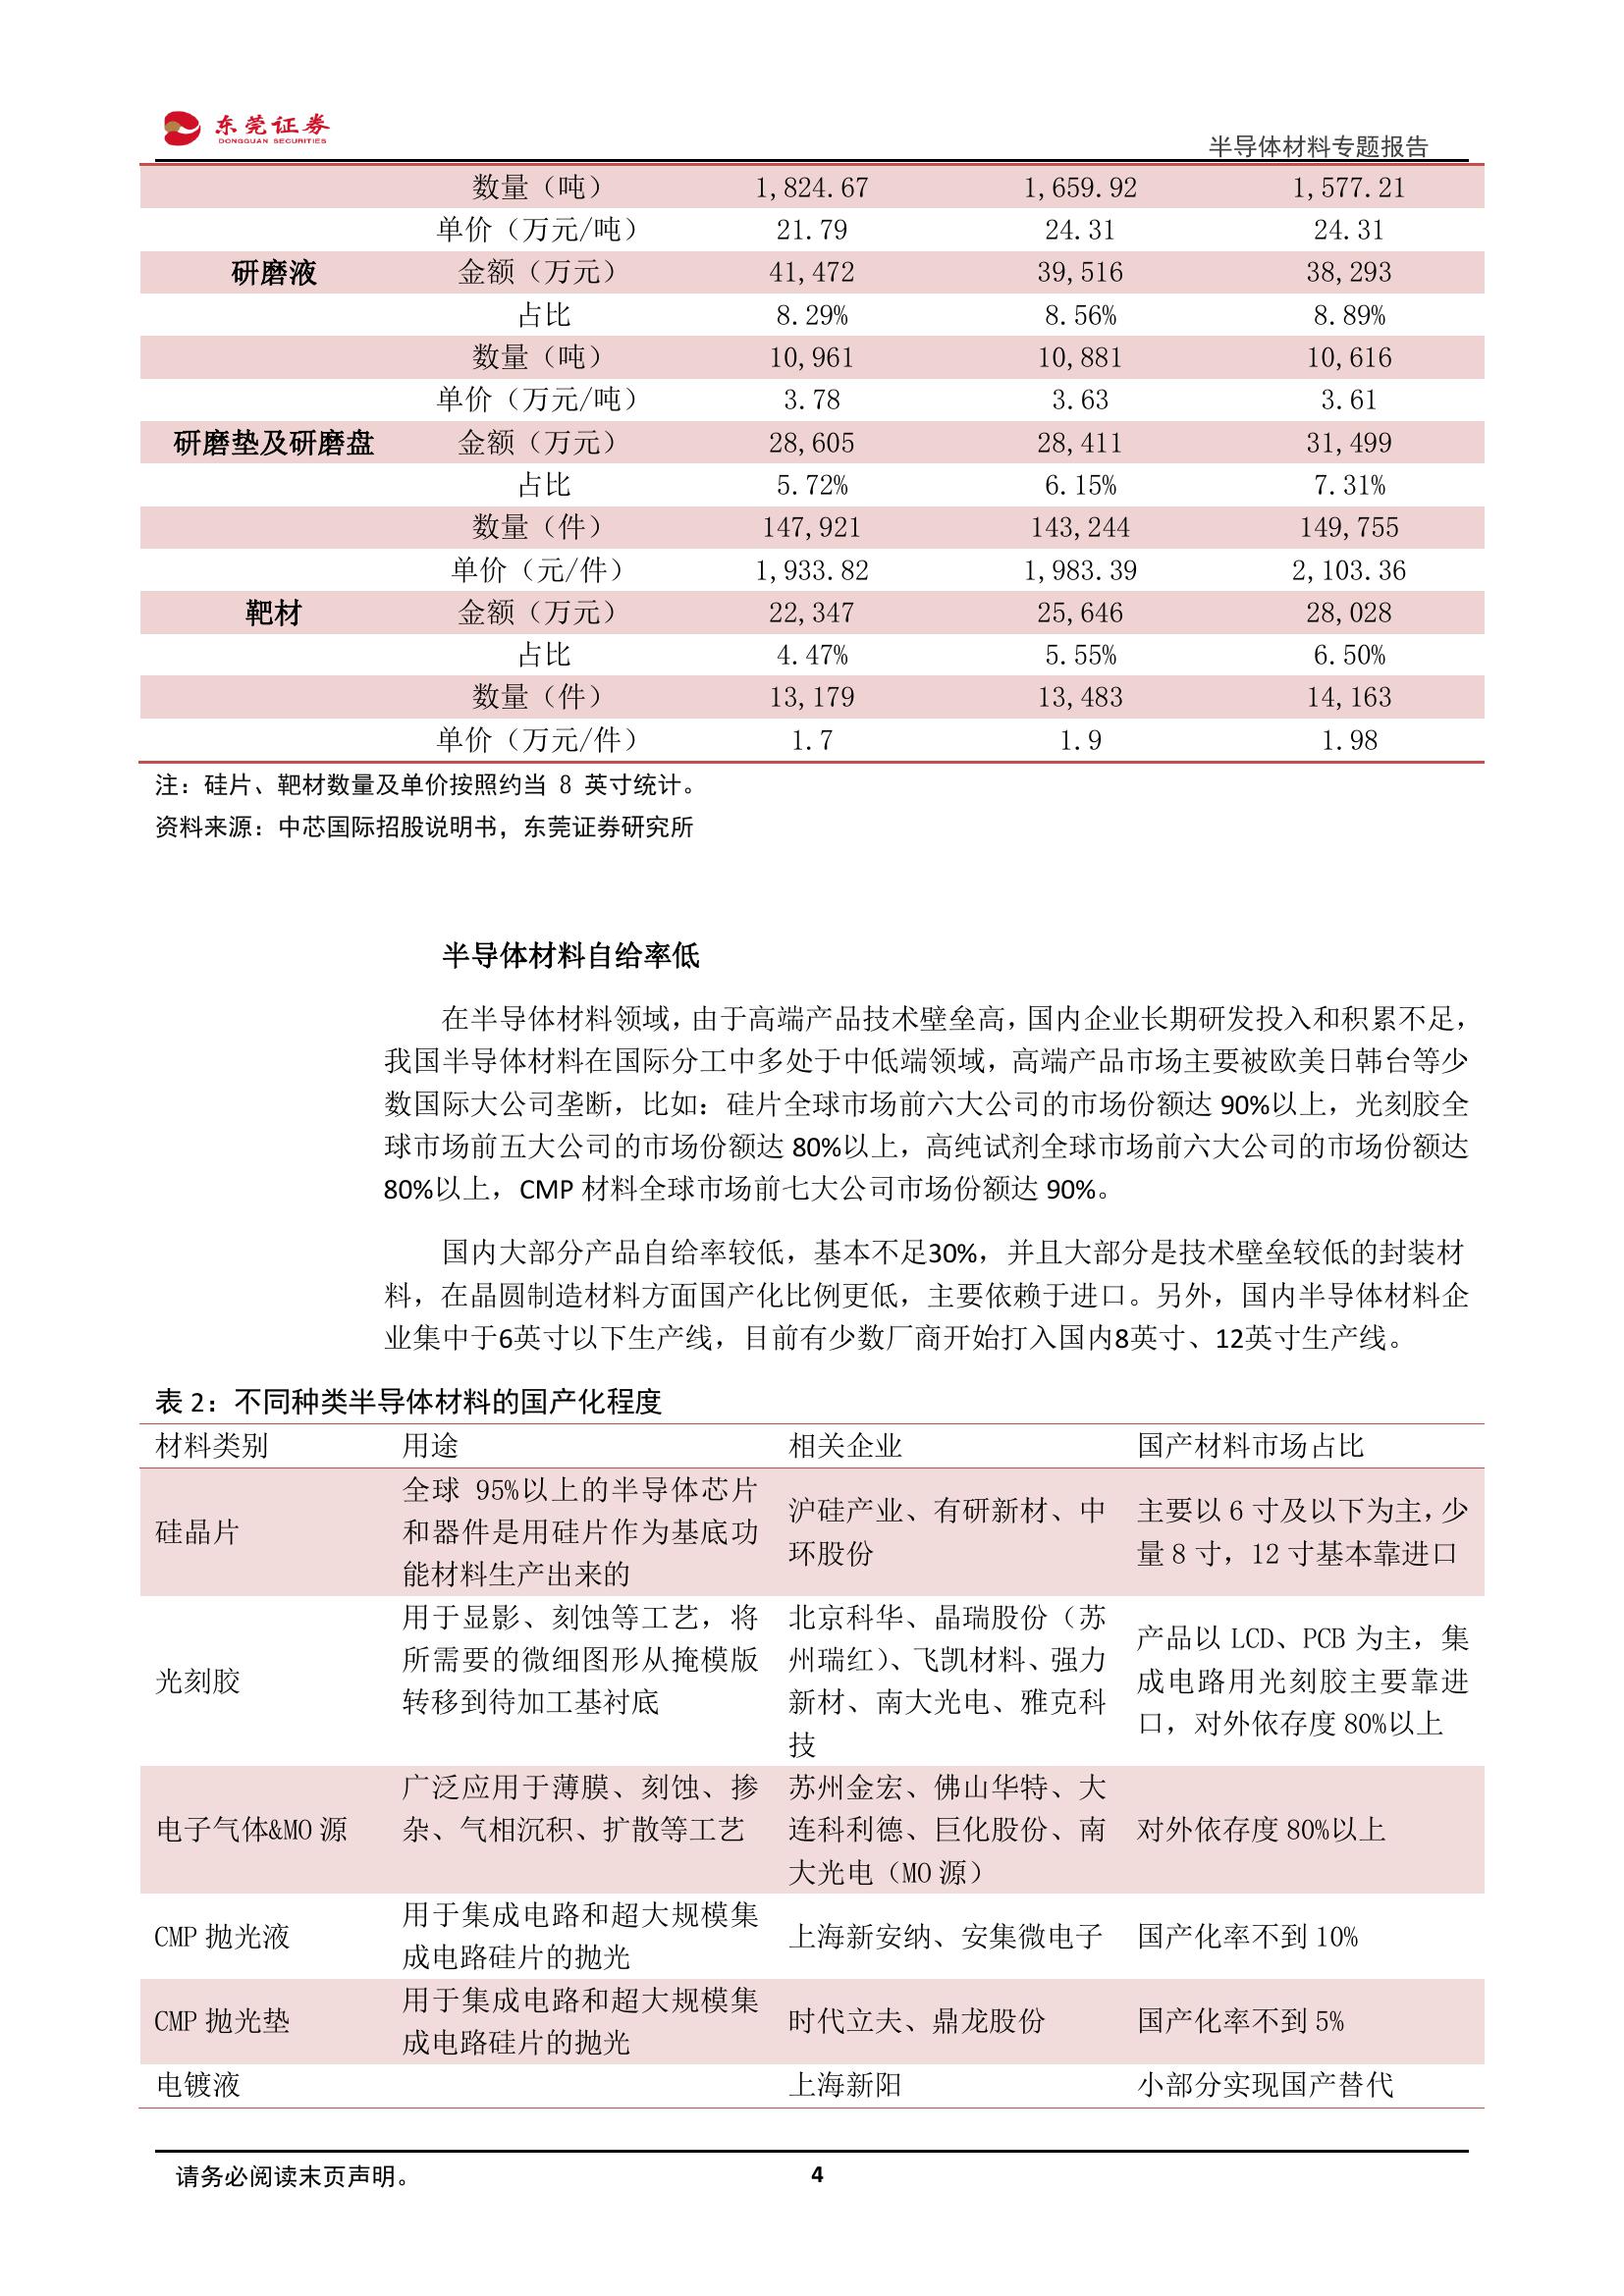 东莞证券
DONGGUAN SECURITIES
半导体材料专题报告
数量（吨） 1,824.67 1,659.92 1,577.21
单价（万元/吨） 21.79 24.31 24.31
研磨液 金额（万元） 41,472 39,516 38,293
占比 8.29% 8.56% 8.89%
数量（吨） 10,961 10,881 10,616
单价（万元/吨） 3.78 3.63 3.61
研磨垫及研磨盘 金额（万元） 28,605 28,411 31,499
占比 5.72% 6.15% 7.31%
数量（件） 147,921 143,244 149,755
单价（元/件） 1,933.82 1,983.39 2,103.36
靶材 金额（万元） 22,347 25,646 28,028
占比 4.47% 5.55% 6.50%
数量（件） 13,179 13,483 14,163
单价（万元/件） 1.7 1.9 1.98
注：硅片、靶材数量及单价按照约当 8 英寸统计。
资料来源：中芯国际招股说明书，东莞证券研究所
半导体材料自给率低
在半导体材料领域，由于高端产品技术壁垒高，国内企业长期研发投入和积累不足，
我国半导体材料在国际分工中多处于中低端领域，高端产品市场主要被欧美日韩台等少
数国际大公司垄断，比如：硅片全球市场前六大公司的市场份额达 90%以上，光刻胶全
球市场前五大公司的市场份额达 80%以上，高纯试剂全球市场前六大公司的市场份额达
80%以上，CMP 材料全球市场前七大公司市场份额达 90%。
国内大部分产品自给率较低，基本不足30%，并且大部分是技术壁垒较低的封装材
料，在晶圆制造材料方面国产化比例更低，主要依赖于进口。另外，国内半导体材料企
业集中于6英寸以下生产线，目前有少数厂商开始打入国内8英寸、12英寸生产线。
表 2：不同种类半导体材料的国产化程度
材料类别 用途 相关企业 国产材料市场占比
硅晶片
全球 95%以上的半导体芯片
和器件是用硅片作为基底功
能材料生产出来的
沪硅产业、有研新材、中
环股份
主要以 6 寸及以下为主，少
量 8 寸，12 寸基本靠进口
光刻胶
用于显影、刻蚀等工艺，将
所需要的微细图形从掩模版
转移到待加工基衬底
北京科华、晶瑞股份（苏
州瑞红）、飞凯材料、强力
新材、南大光电、雅克科
技
产品以 LCD、PCB 为主，集
成电路用光刻胶主要靠进
口，对外依存度 80%以上
电子气体&MO 源
广泛应用于薄膜、刻蚀、掺
杂、气相沉积、扩散等工艺
苏州金宏、佛山华特、大
连科利德、巨化股份、南
大光电（MO 源）
对外依存度 80%以上
CMP 抛光液
用于集成电路和超大规模集
成电路硅片的抛光
上海新安纳、安集微电子
国产化率不到 10%
CMP 抛光垫
用于集成电路和超大规模集
成电路硅片的抛光
时代立夫、鼎龙股份
国产化率不到 5%
电镀液 上海新阳 小部分实现国产替代
请务必阅读末页声明。
4